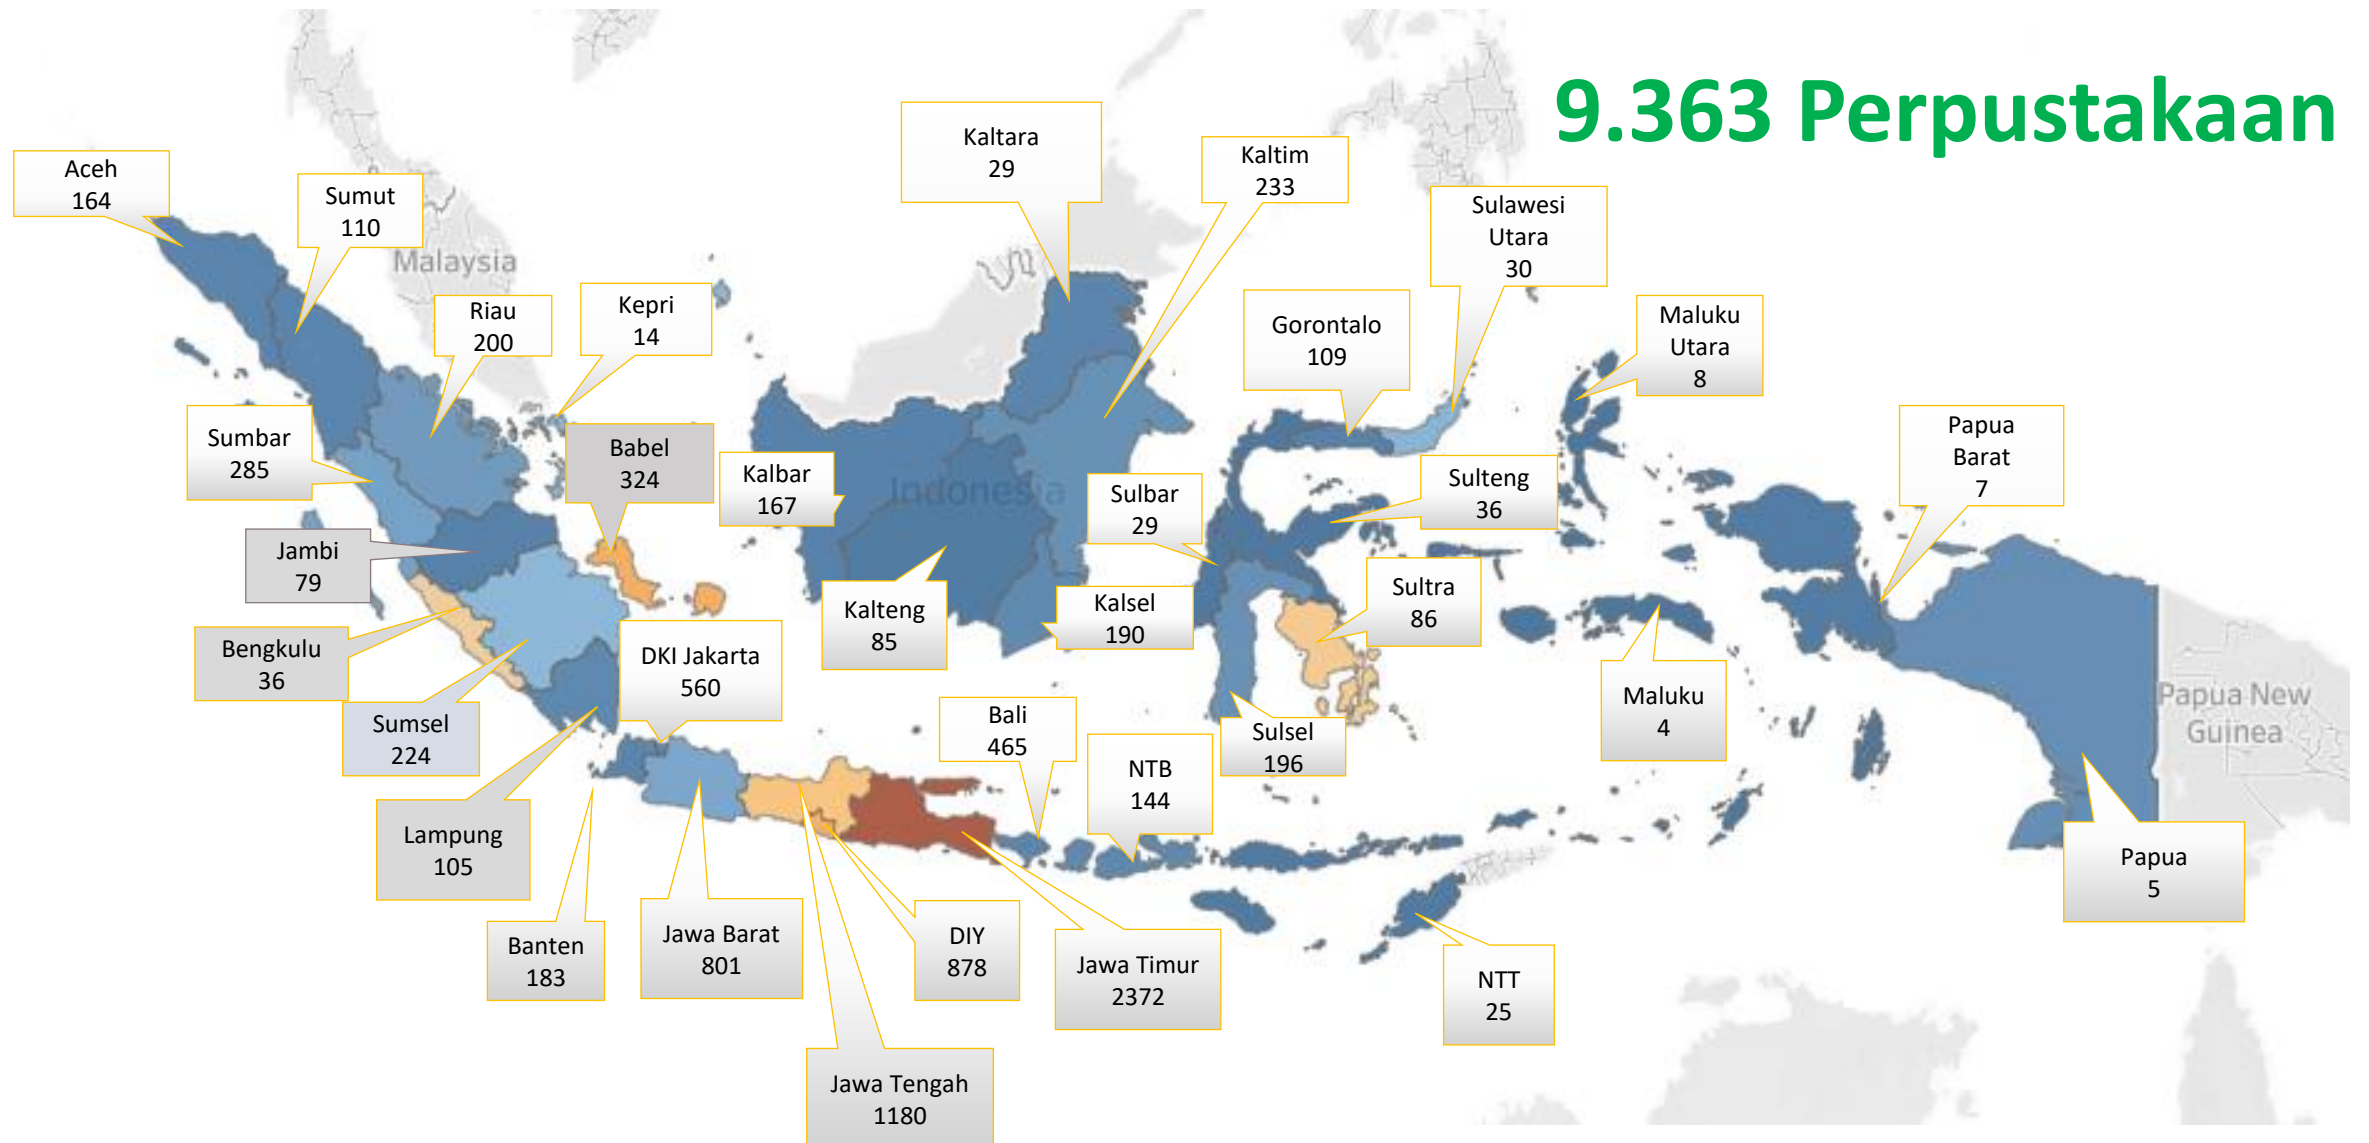 9.363 Perpustakaan
Aceh
164
Sumut
110
Malaysia
Riau
200
Kepri
14
Kaltara
29
Kaltim
233
Sulawesi
Utara
30
Gorontalo
109
Maluku
Utara
8
Papua
Barat
7
Sumbar
285
Babel
324
Kalbar
167
Indonesia
Sulbar
29
Sulteng
36
Jambi
79
Kalteng
85
Kalsel
190
Sultra
86
Bengkulu
36
DKI Jakarta
560
Sumsel
224
Bali
465
NTB
144
Sulsel
196
Maluku
4
Papua New
Guinea
Lampung
105
Banten
183
Jawa Barat
801
DIY
878
Jawa Timur
2372
NTT
25
Papua
5
Jawa Tengah
1180